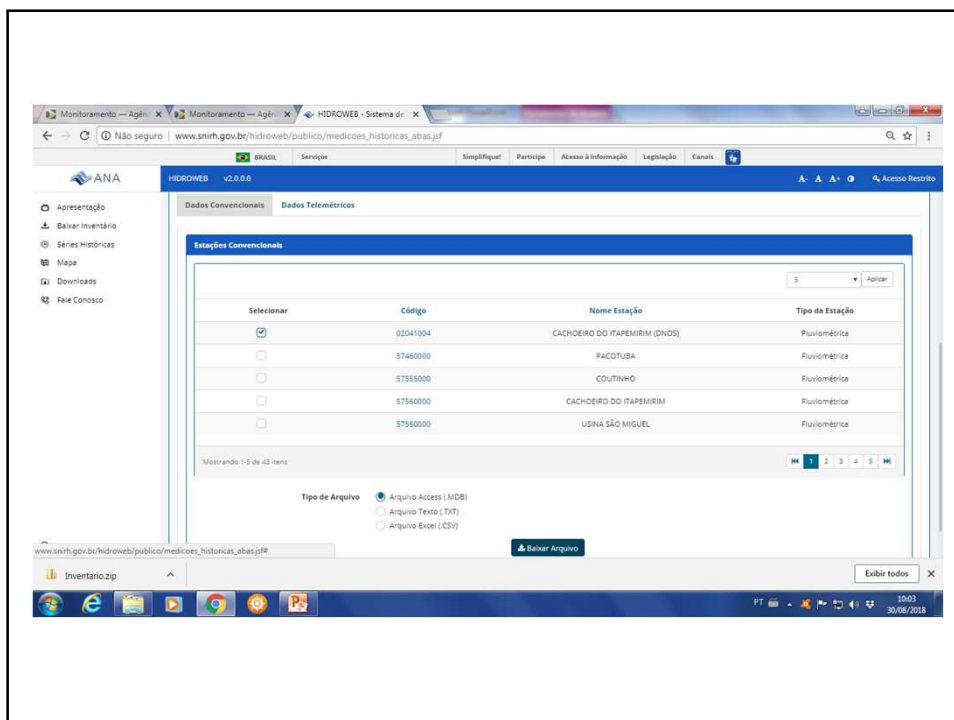 Monitoramento — Agên
Monitoramento — Agên
HIDROWEB - Sistema de
Não seguro
www.snirh.gov.br/hidroweb/publico/medicoes_historicas_abas.jsf
BRASIL Serviços Simplifique! Participe Acesso à informação Legislação Canais
ANA
HIDROWEB v2.0.0.0
A- A A+ Acesso Restrito
Apresentação
Baixar Inventário
Séries Históricas
Mapa
Downloads
Fale Conosco
Dados Convencionais Dados Telemétricos
Estações Convencionais
5 Aplicar
Selecionar Código Nome Estação Tipo da Estação
02041004 CACHOEIRO DO ITAPEMIRIM (DNOS) Pluviométrica
57460000 PACOTUBA Fluviométrica
57555000 COUTINHO Fluviométrica
57560000 CACHOEIRO DO ITAPEMIRIM Fluviométrica
57550000 USINA SÃO MIGUEL Fluviométrica
Mostrando 1-5 de 43 itens
1 2 3 4 5
Tipo de Arquivo
Arquivo Access (.MDB)
Arquivo Texto (.TXT)
Arquivo Excel (.CSV)
Baixar Arquivo
www.snirh.gov.br/hidroweb/publico/medicoes_historicas_abas.jsf#
Inventario.zip
Exibir todos
PT
10:03
30/08/2018